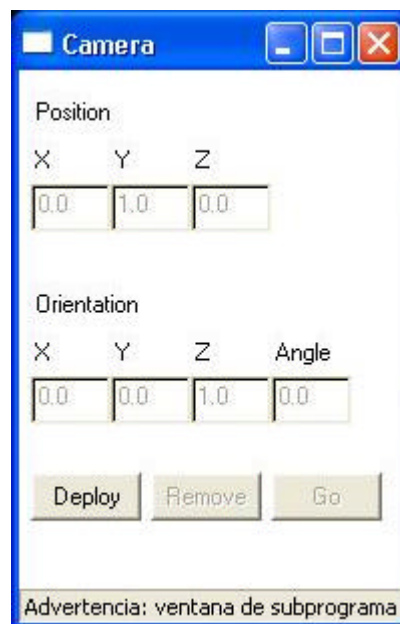 Camera
Position
X Y Z
0.0 1.0 0.0
Orientation
X Y Z Angle
0.0 0.0 1.0 0.0
Deploy Remove Go
Advertencia: ventana de subprograma